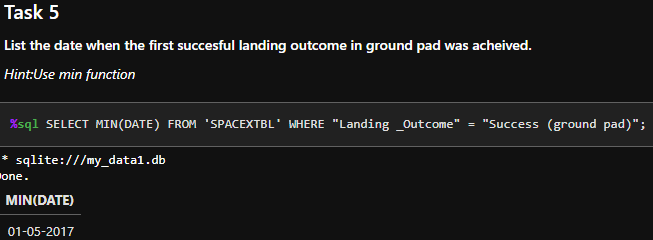 Task 5
List the date when the first succesful landing outcome in ground pad was acheived.
Hint:Use min function
%sql SELECT MIN(DATE) FROM 'SPACEXTBL' WHERE "Landing _Outcome" = "Success (ground pad)";
* sqlite:///my_data1.db
Done.
MIN(DATE)
01-05-2017